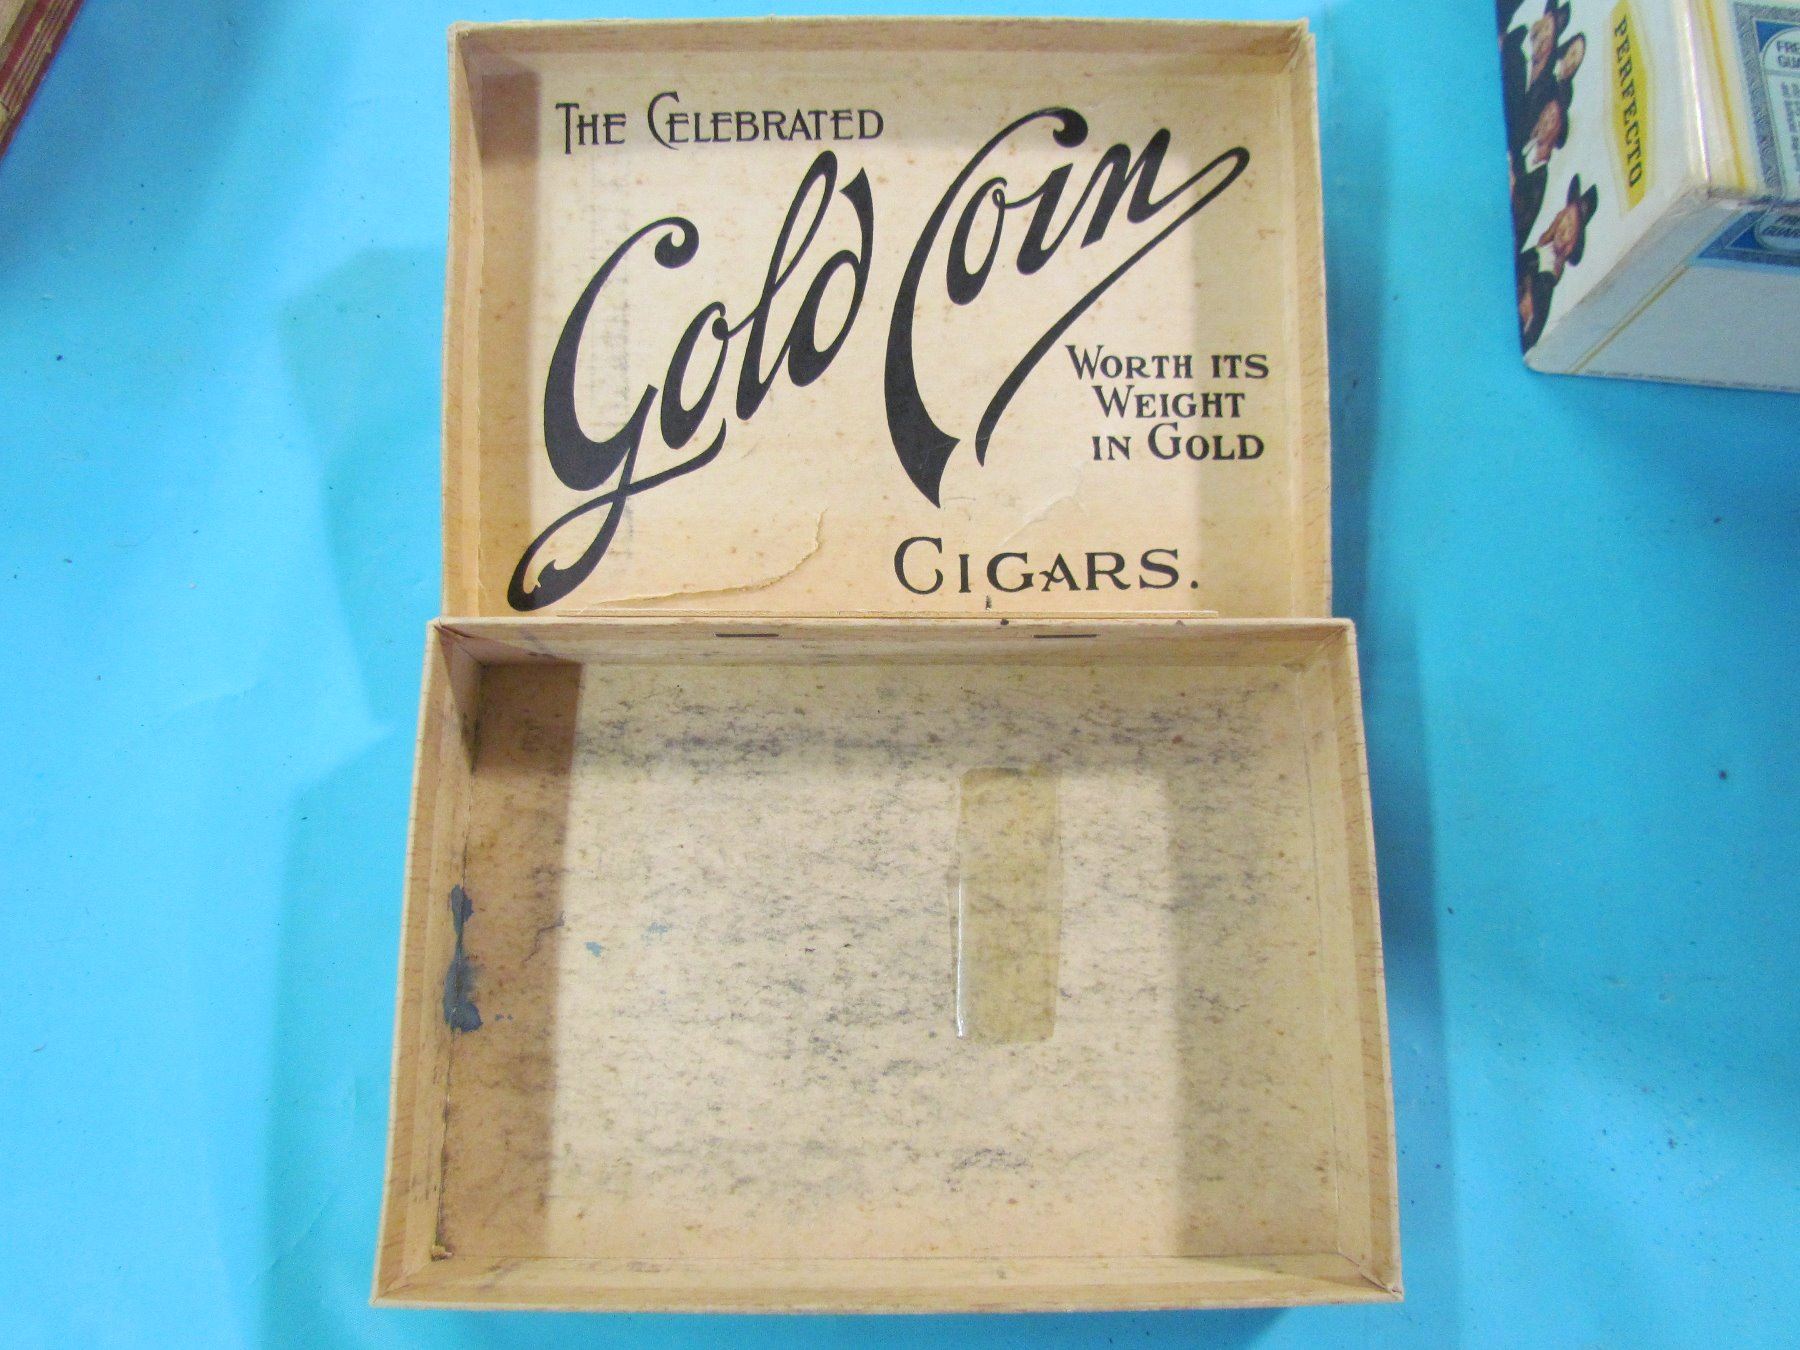 THE CELEBRATED
Gold Coin
WORTH ITS
WEIGHT
IN GOLD
CIGARS.
PERFECTO